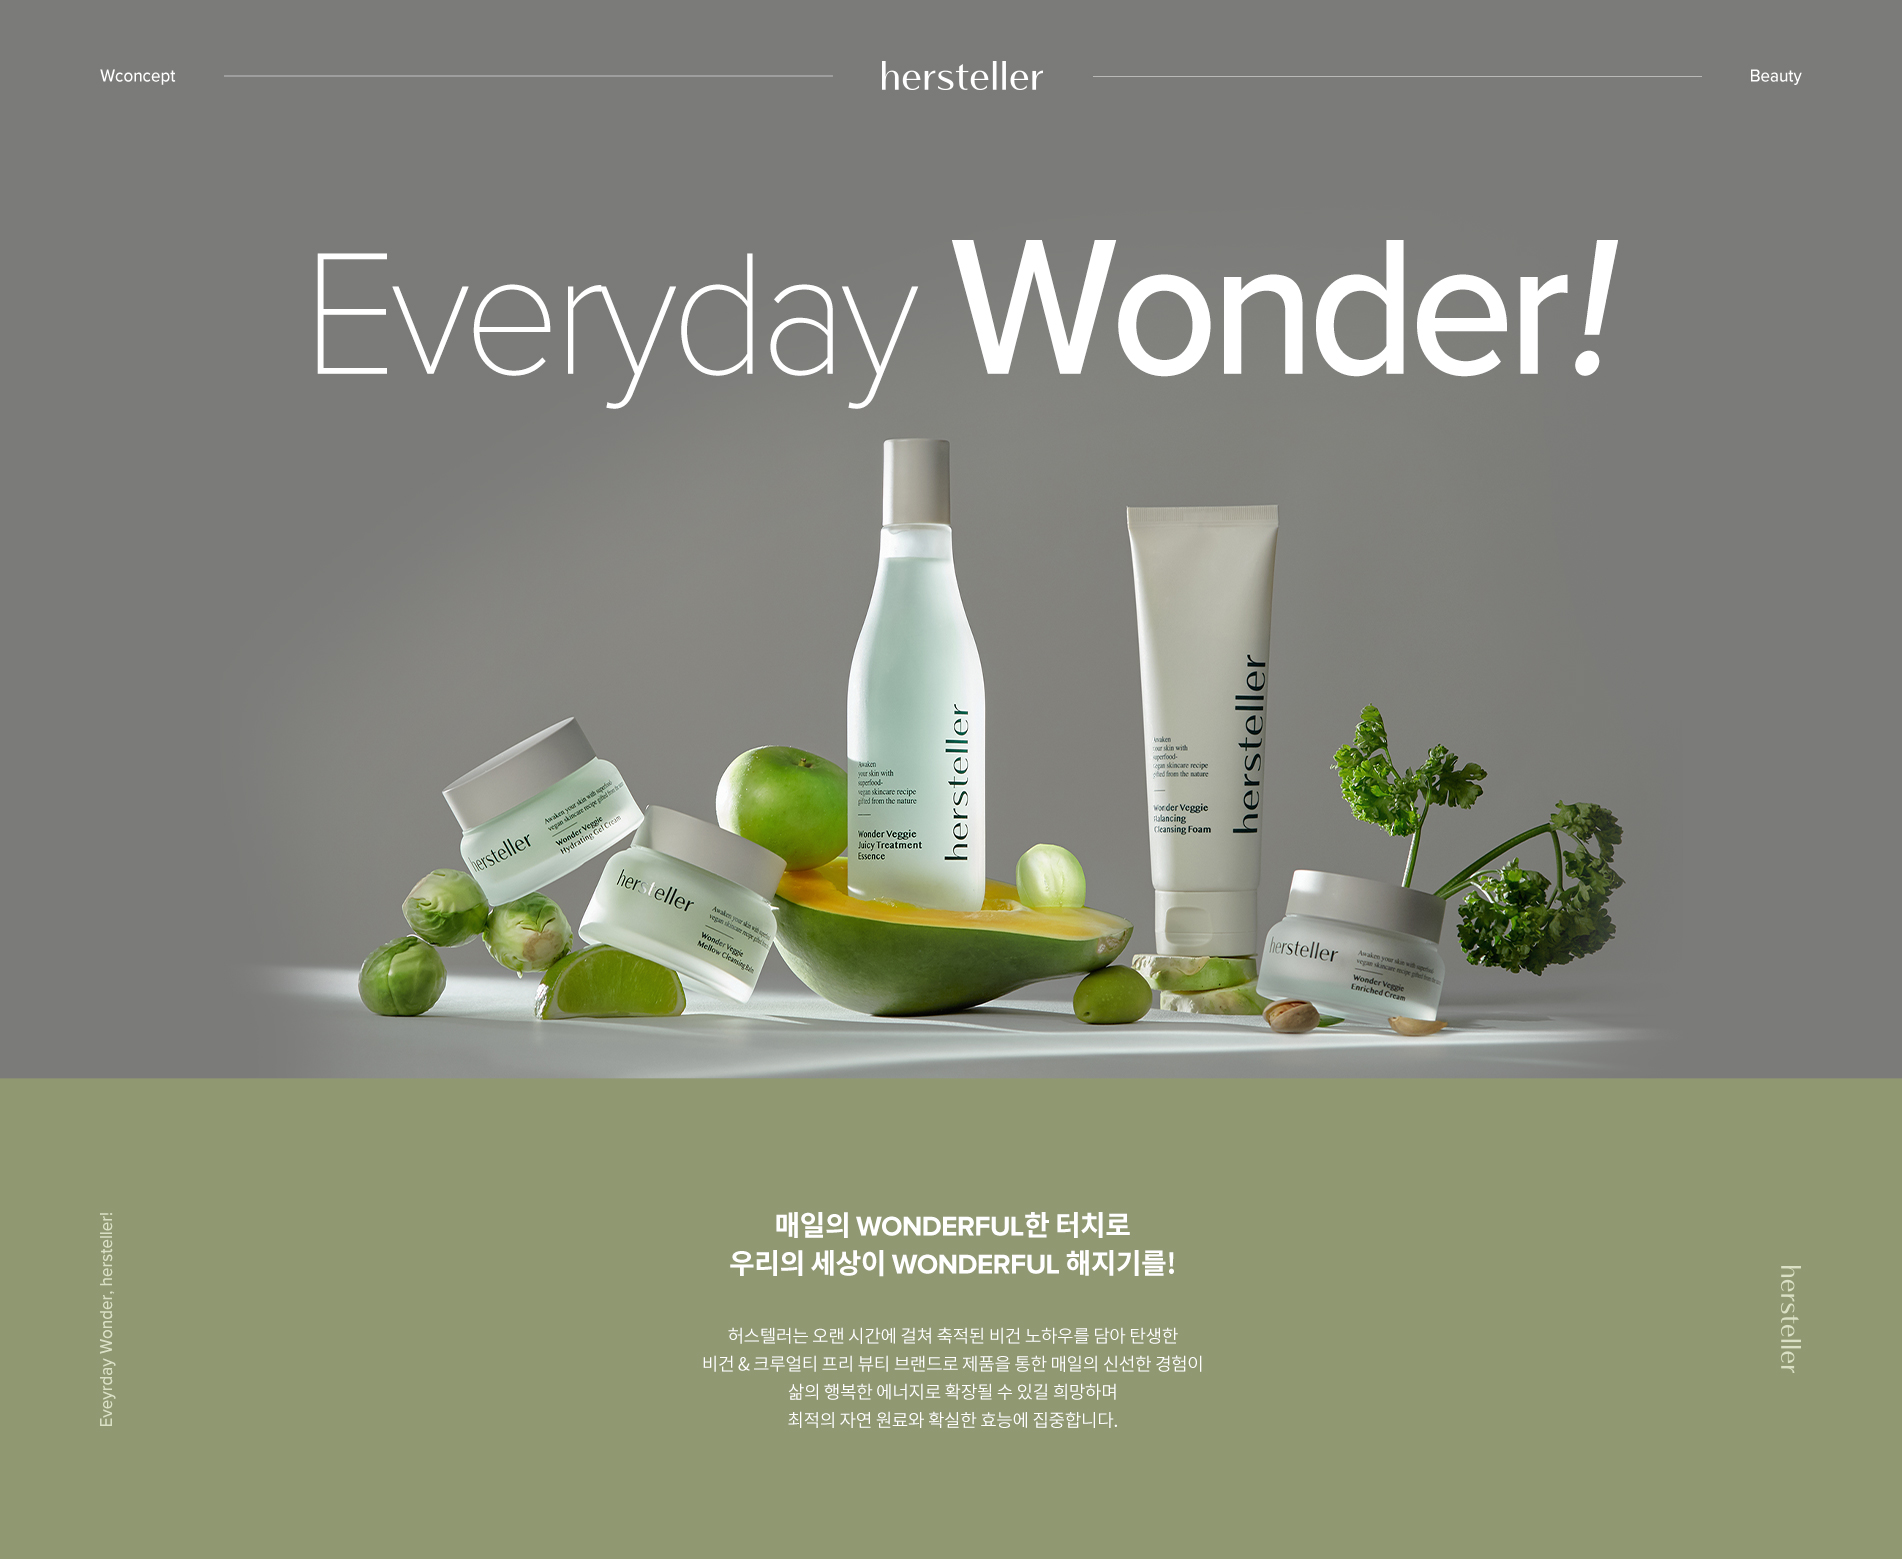 Wconcept
hersteller
Beauty
Everyday Wonder!
hersteller
Awaken your skin with superfood-
vegan skincare recipe gifted from the
Wonder Veggie
Hydrating Gel Cream
hersteller
Awaken your skin with superfood-
vegan skincare recipe gifted from the
Wonder Veggie
Mellow Cleansing Balm
Awaken
your skin with
superfood-
vegan skincare recipe
gifted from the nature
Wonder Veggie
Juicy Treatment
Essence
hersteller
Awaken
your skin with
superfood-
vegan skincare recipe
gifted from the nature
Wonder Veggie
Balancing
Cleansing Foam
hersteller
hersteller
Awaken your skin with superfood-
vegan skincare recipe gifted from the
Wonder Veggie
Enriched Cream
매일의 WONDERFUL한 터치로
우리의 세상이 WONDERFUL 해지기를!
허스텔러는 오랜 시간에 걸쳐 축적된 비건 노하우를 담아 탄생한
비건 & 크루얼티 프리 뷰티 브랜드로 제품을 통한 매일의 신선한 경험이
삶의 행복한 에너지로 확장될 수 있길 희망하며
최적의 자연 원료와 확실한 효능에 집중합니다.
Eveyrday Wonder, hersteller!
hersteller